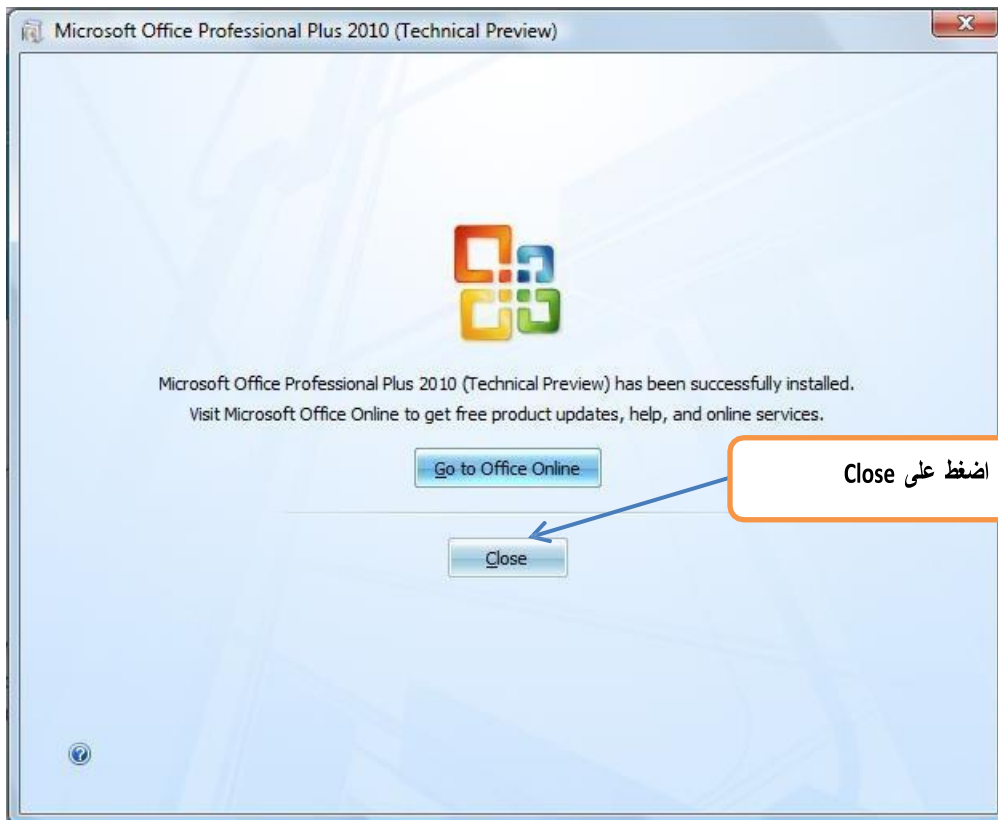 Microsoft Office Professional Plus 2010 (Technical Preview)
Microsoft Office Professional Plus 2010 (Technical Preview) has been successfully installed.
Visit Microsoft Office Online to get free product updates, help, and online services.
Go to Office Online
اضغط على Close
Close